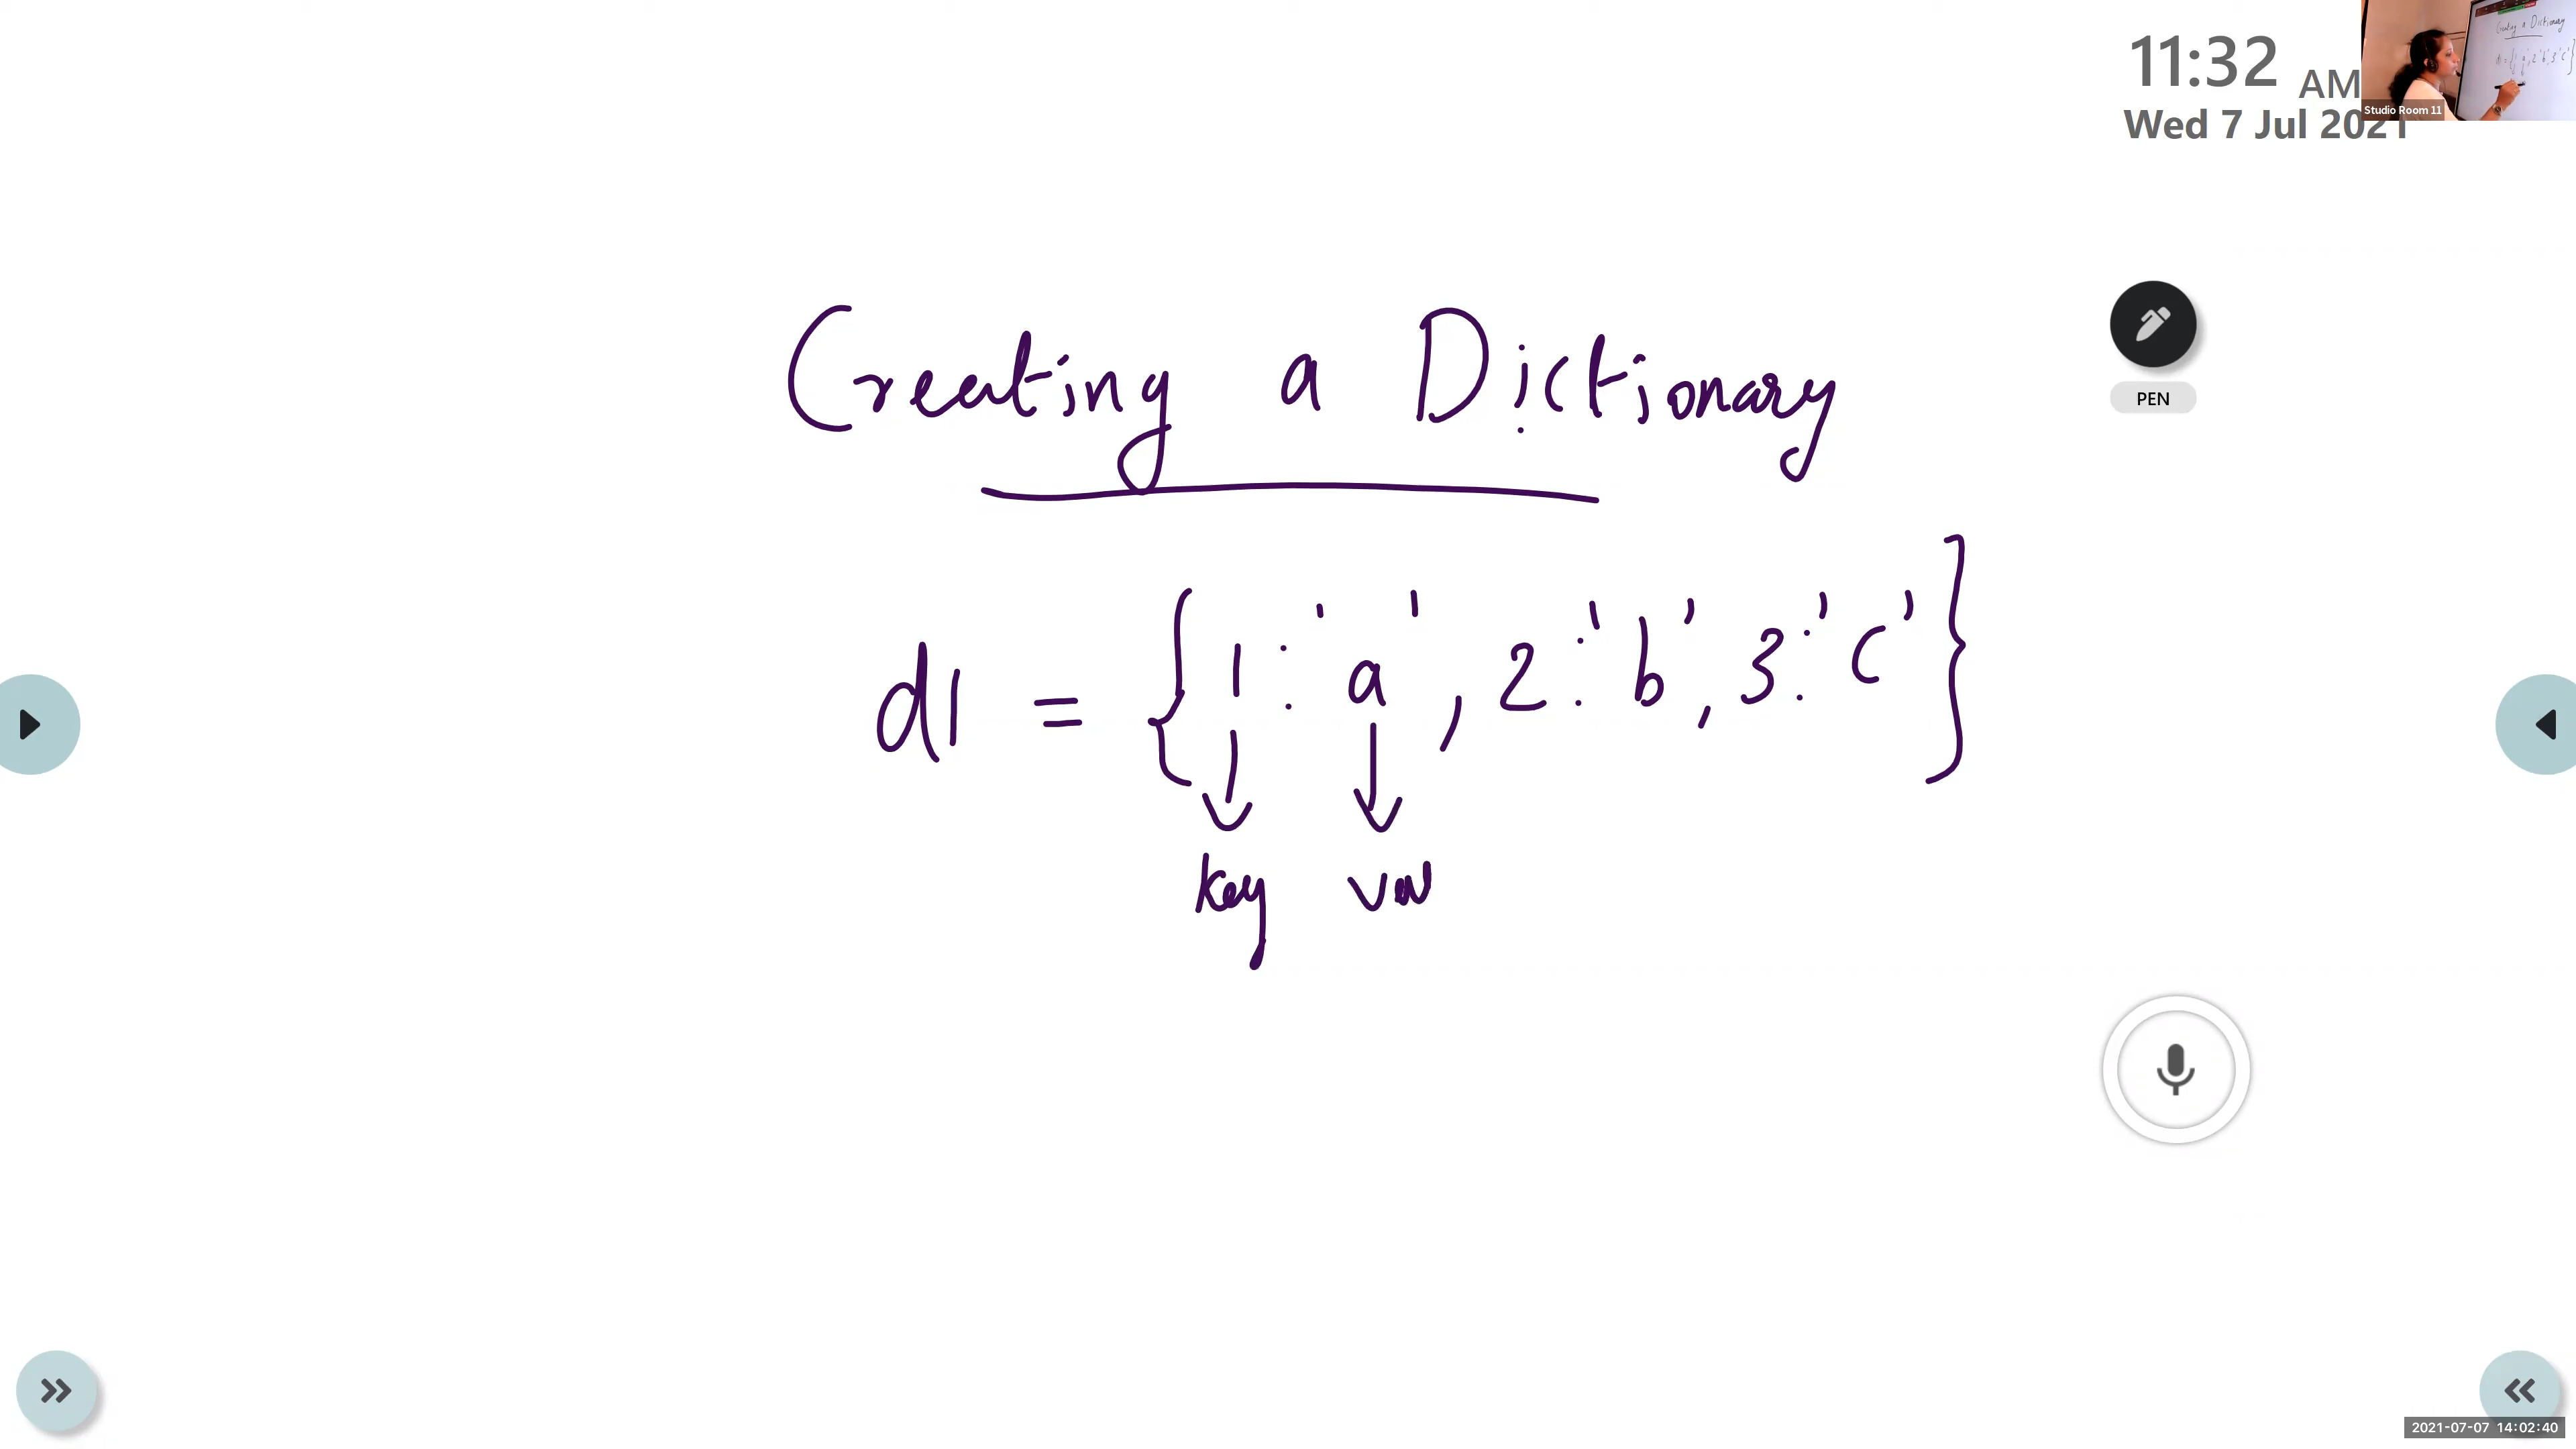 11:32 AM
Wed 7 Jul 2021
Studio Room 11
Creating a Dictionary
PEN
d1 = { 1 : 'a' , 2 : 'b' , 3 : 'c' }
key
2021-07-07 14:02:40